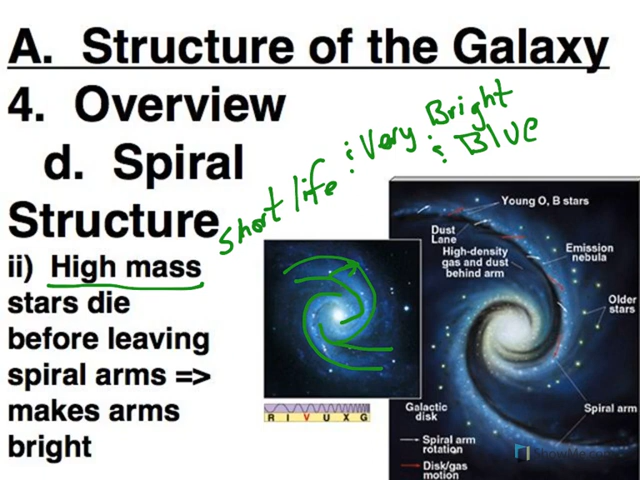 A. Structure of the Galaxy
4. Overview
d. Spiral
Structure
short life & Very Bright
& Blue
ii) High mass
stars die
before leaving
spiral arms =>
makes arms
bright
R I V U X G
Young O, B stars
Dust
Lane
High-density
gas and dust
behind arm
Emission
nebula
Older
stars
Galactic
disk
Spiral arm
Spiral arm
rotation
Disk/gas
motion